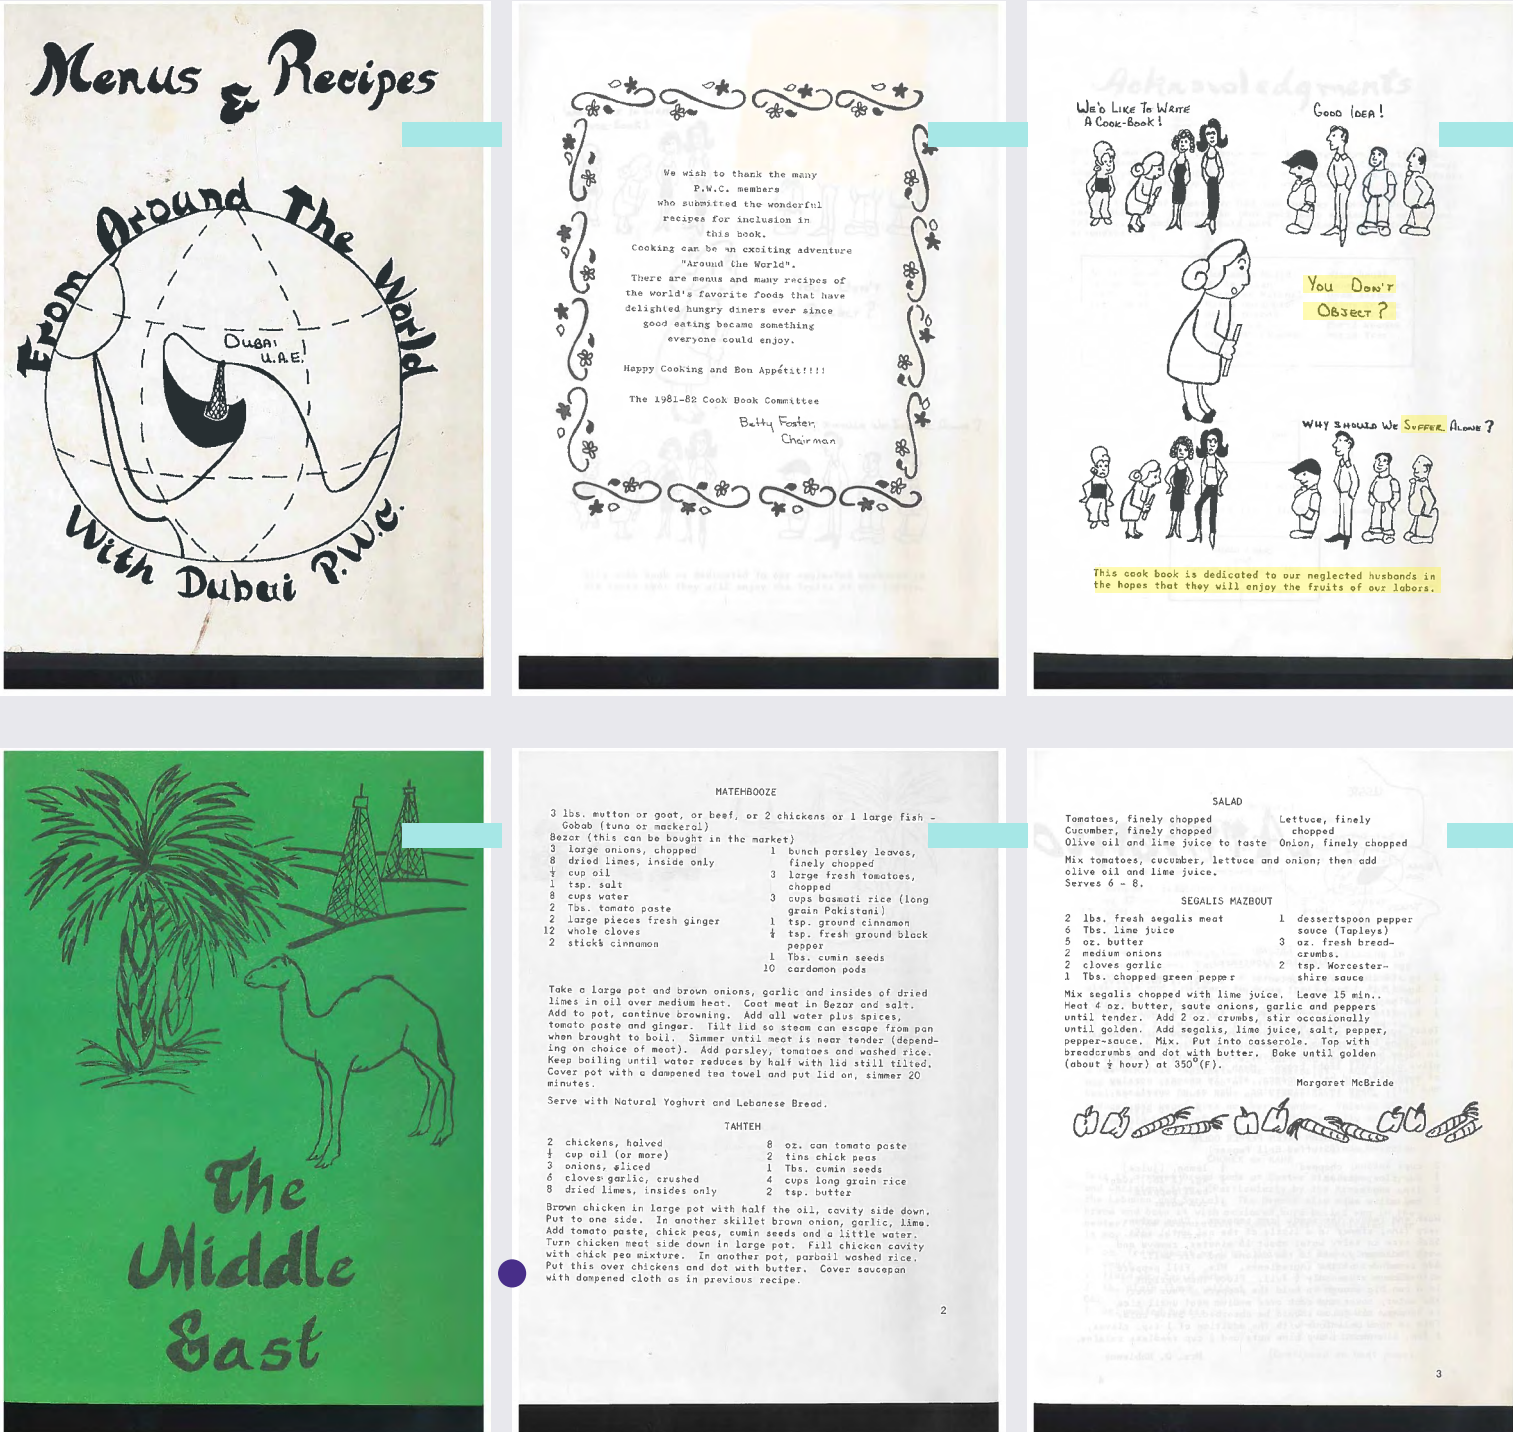 Menus & Recipes
From Around The World
DUBAI
U.A.E.
With Dubai P.W.C.
We wish to thank the many
P.W.C. members
who submitted the wonderful
recipes for inclusion in
this book.
Cooking can be an exciting adventure
"Around the World".
There are menus and many recipes of
the world's favorite foods that have
delighted hungry diners ever since
good eating became something
everyone could enjoy.
Happy Cooking and Bon Appétit!!!!
The 1981-82 Cook Book Committee
Betty Foster
Chairman
Acknowledgments
WE'D LIKE TO WRITE
A COOK-BOOK!
GOOD IDEA!
YOU DON'T
OBJECT?
WHY SHOULD WE SUFFER ALONE?
This cook book is dedicated to our neglected husbands in
the hopes that they will enjoy the fruits of our labors.
The
Middle
East
MATEHBOOZE
3 lbs. mutton or goat, or beef, or 2 chickens or 1 large fish -
Gobab (tuna or mackeral)
Bezar (this can be bought in the market)
3 large onions, chopped
8 dried limes, inside only
½ cup oil
1 tsp. salt
8 cups water
2 Tbs. tomato paste
2 large pieces fresh ginger
12 whole cloves
2 sticks cinnamon
1 bunch parsley leaves,
finely chopped
3 large fresh tomatoes,
chopped
3 cups basmati rice (long
grain Pakistani)
1 tsp. ground cinnamon
tsp. fresh ground black
pepper
1 Tbs. cumin seeds
10 cardamon pods
Take a large pot and brown onions, garlic and insides of dried
limes in oil over medium heat. Coat meat in Bezar and salt.
Add to pot, continue browning. Add all water plus spices,
tomato paste and ginger. Tilt lid so steam can escape from pan
when brought to boil. Simmer until meat is near tender (depend-
ing on choice of meat). Add parsley, tomatoes and washed rice.
Keep boiling until water reduces by half with lid still tilted.
Cover pot with a dampened tea towel and put lid on, simmer 20
minutes.
Serve with Natural Yoghurt and Lebanese Bread.
TAHTEH
2 chickens, halved
½ cup oil (or more)
3 onions, sliced
6 cloves garlic, crushed
8 dried limes, insides only
8 oz. can tomato paste
2 tins chick peas
1 Tbs. cumin seeds
4 cups long grain rice
2 tsp. butter
Brown chicken in large pot with half the oil, cavity side down.
Put to one side. In another skillet brown onion, garlic, lime.
Add tomato paste, chick peas, cumin seeds and a little water.
Turn chicken meat side down in large pot. Fill chicken cavity
with chick pea mixture. In another pot, parboil washed rice.
Put this over chickens and dot with butter. Cover saucepan
with dampened cloth as in previous recipe.
2
SALAD
Tomatoes, finely chopped
Cucumber, finely chopped
Olive oil and lime juice to taste
Lettuce, finely
chopped
Onion, finely chopped
Mix tomatoes, cucumber, lettuce and onion; then add
olive oil and lime juice.
Serves 6 - 8.
SEGALIS MAZBOUT
2 lbs. fresh segalis meat
6 Tbs. lime juice
5 oz. butter
2 medium onions
2 cloves garlic
1 Tbs. chopped green pepper
1 dessertspoon pepper
sauce (Tapleys)
3 oz. fresh bread-
crumbs.
2 tsp. Worcester-
shire sauce
Mix segalis chopped with lime juice. Leave 15 min..
Heat 4 oz. butter, saute onions, garlic and peppers
until tender. Add 2 oz. crumbs, stir occasionally
until golden. Add segalis, lime juice, salt, pepper,
pepper-sauce. Mix. Put into casserole. Top with
breadcrumbs and dot with butter. Bake until golden
(about ½ hour) at 350°(F).
Margaret McBride
3